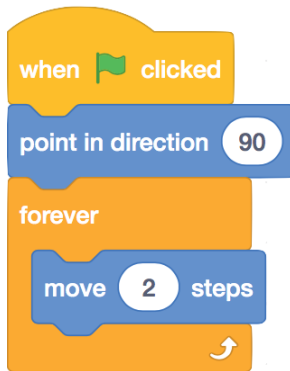 when clicked
point in direction 90
forever
move 2 steps